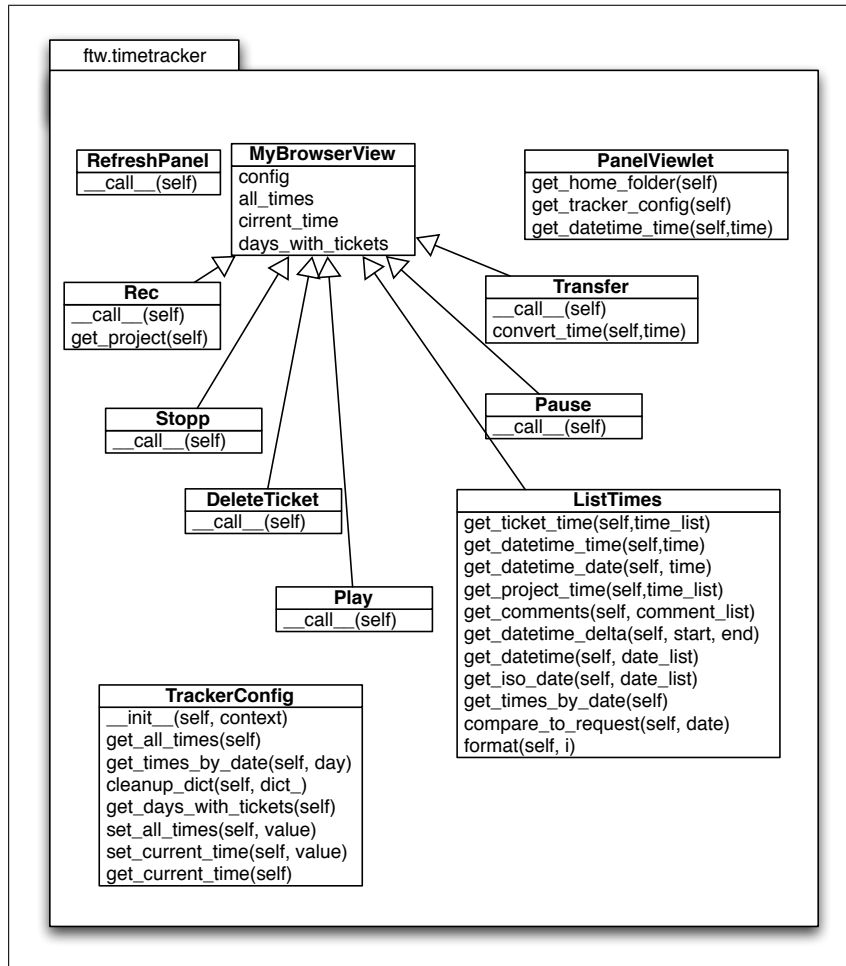 ftw.timetracker
RefreshPanel
__call__(self)
MyBrowserView
config
all_times
cirrent_time
days_with_tickets
PanelViewlet
get_home_folder(self)
get_tracker_config(self)
get_datetime_time(self,time)
Rec
__call__(self)
get_project(self)
Transfer
__call__(self)
convert_time(self,time)
Stopp
__call__(self)
Pause
__call__(self)
DeleteTicket
__call__(self)
ListTimes
get_ticket_time(self,time_list)
get_datetime_time(self,time)
get_datetime_date(self, time)
get_project_time(self,time_list)
get_comments(self, comment_list)
get_datetime_delta(self, start, end)
get_datetime(self, date_list)
get_iso_date(self, date_list)
get_times_by_date(self)
compare_to_request(self, date)
format(self, i)
Play
__call__(self)
TrackerConfig
__init__(self, context)
get_all_times(self)
get_times_by_date(self, day)
cleanup_dict(self, dict_)
get_days_with_tickets(self)
set_all_times(self, value)
set_current_time(self, value)
get_current_time(self)